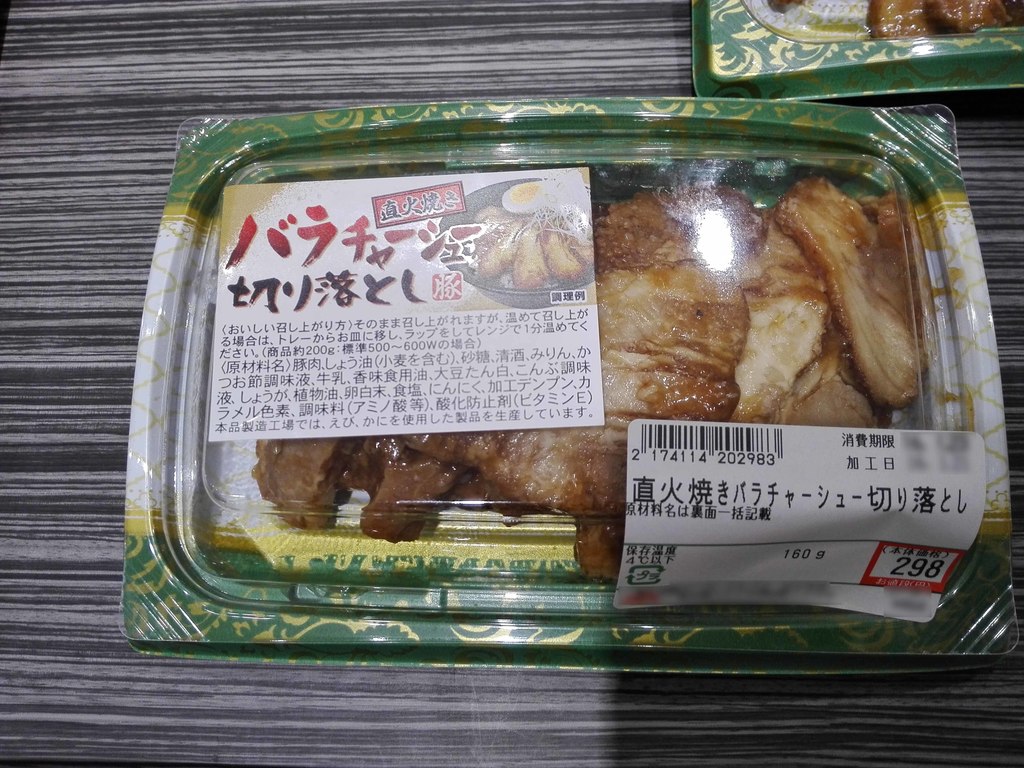 直火焼き
バラチャーシュー
切り落とし 豚
調理例
〈おいしい召し上がり方〉そのまま召し上がれますが、温めて召し上が
る場合は、トレーからお皿に移し、ラップをしてレンジで1分温めてく
ださい。(商品約200g：標準500～600Wの場合)
〈原材料名〉豚肉、しょう油(小麦を含む)、砂糖、清酒、みりん、か
つお節調味液、牛乳、香味食用油、大豆たん白、こんぶ調味
液、しょうが、植物油、卵白末、食塩、にんにく、加工デンプン、カ
ラメル色素、調味料(アミノ酸等)、酸化防止剤(ビタミンE)
本品製造工場では、えび、かにを使用した製品を生産しています。
2 174114 202983
消費期限
加工日
直火焼きバラチャーシュー切り落とし
原材料名は裏面一括記載
保存温度
4℃以下
160g
(本体価格)
298
プラ